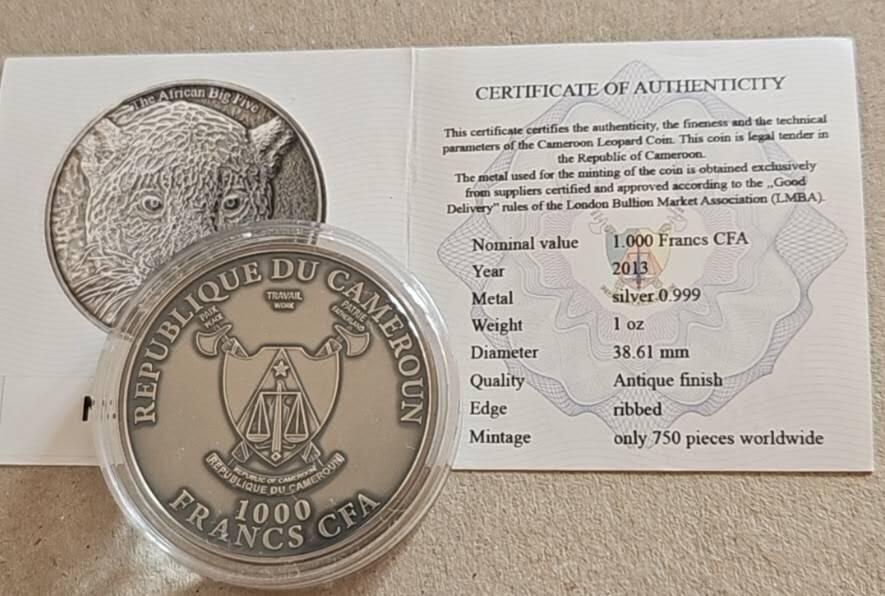 The African Big Five
CERTIFICATE OF AUTHENTICITY
This certificate certifies the authenticity, the fineness and the technical
parameters of the Cameroon Leopard Coin. This coin is legal tender in
the Republic of Cameroon.
The metal used for the minting of the coin is obtained exclusively
from suppliers certified and approved according to the „Good
Delivery” rules of the London Bullion Market Association (LMBA).
Nominal value 1.000 Francs CFA
Year 2013
Metal silver 0.999
Weight 1 oz
Diameter 38.61 mm
Quality Antique finish
Edge ribbed
Mintage only 750 pieces worldwide
REPUBLIQUE DU CAMEROUN
PAIX
PEACE
TRAVAIL
WORK
PATRIE
FATHERLAND
REPUBLIC OF CAMEROON
REPUBLIQUE DU CAMEROUN
1000
FRANCS CFA